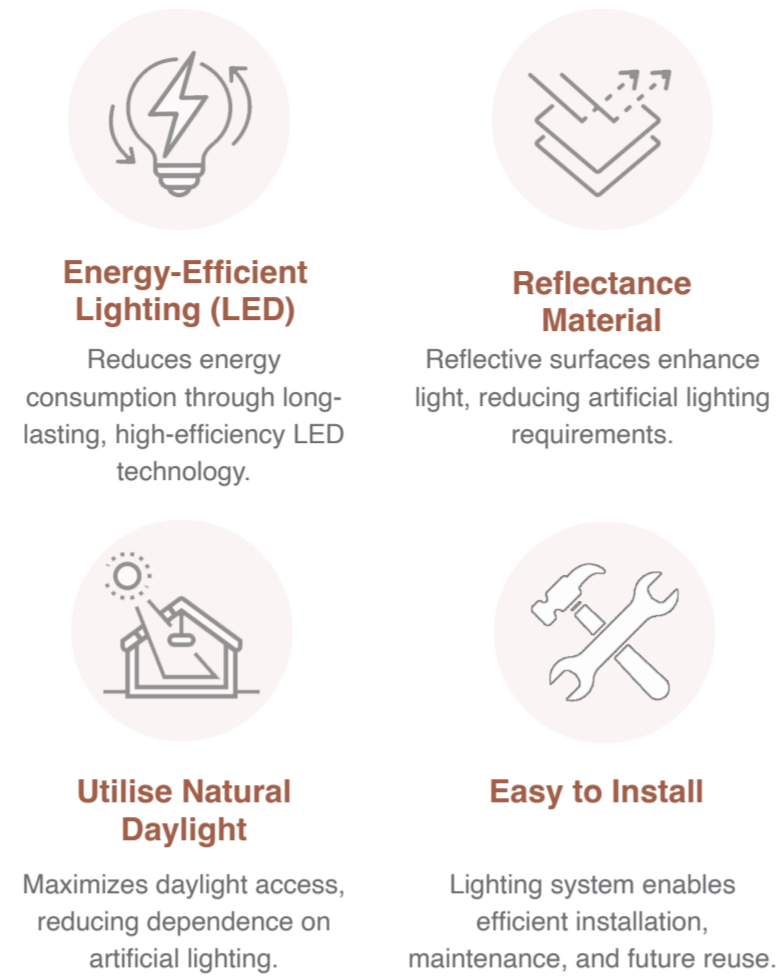 Energy-Efficient
Lighting (LED)
Reduces energy
consumption through long-
lasting, high-efficiency LED
technology.
Reflectance
Material
Reflective surfaces enhance
light, reducing artificial lighting
requirements.
Utilise Natural
Daylight
Maximizes daylight access,
reducing dependence on
artificial lighting.
Easy to Install
Lighting system enables
efficient installation,
maintenance, and future reuse.